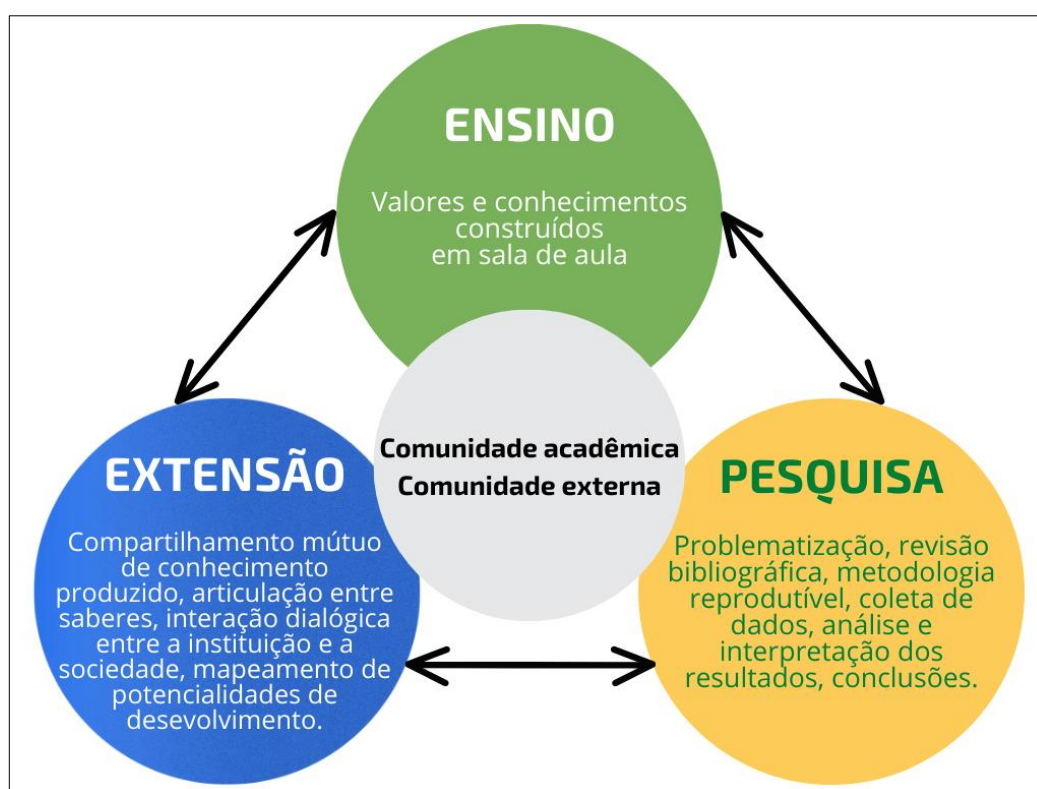 ENSINO
Valores e conhecimentos
construídos
em sala de aula
Comunidade acadêmica
Comunidade externa
EXTENSÃO
Compartilhamento mútuo
de conhecimento
produzido, articulação entre
saberes, interação dialógica
entre a instituição e a
sociedade, mapeamento de
potencialidades de
desevolvimento.
PESQUISA
Problematização, revisão
bibliográfica, metodologia
reprodutível, coleta de
dados, análise e
interpretação dos
resultados, conclusões.